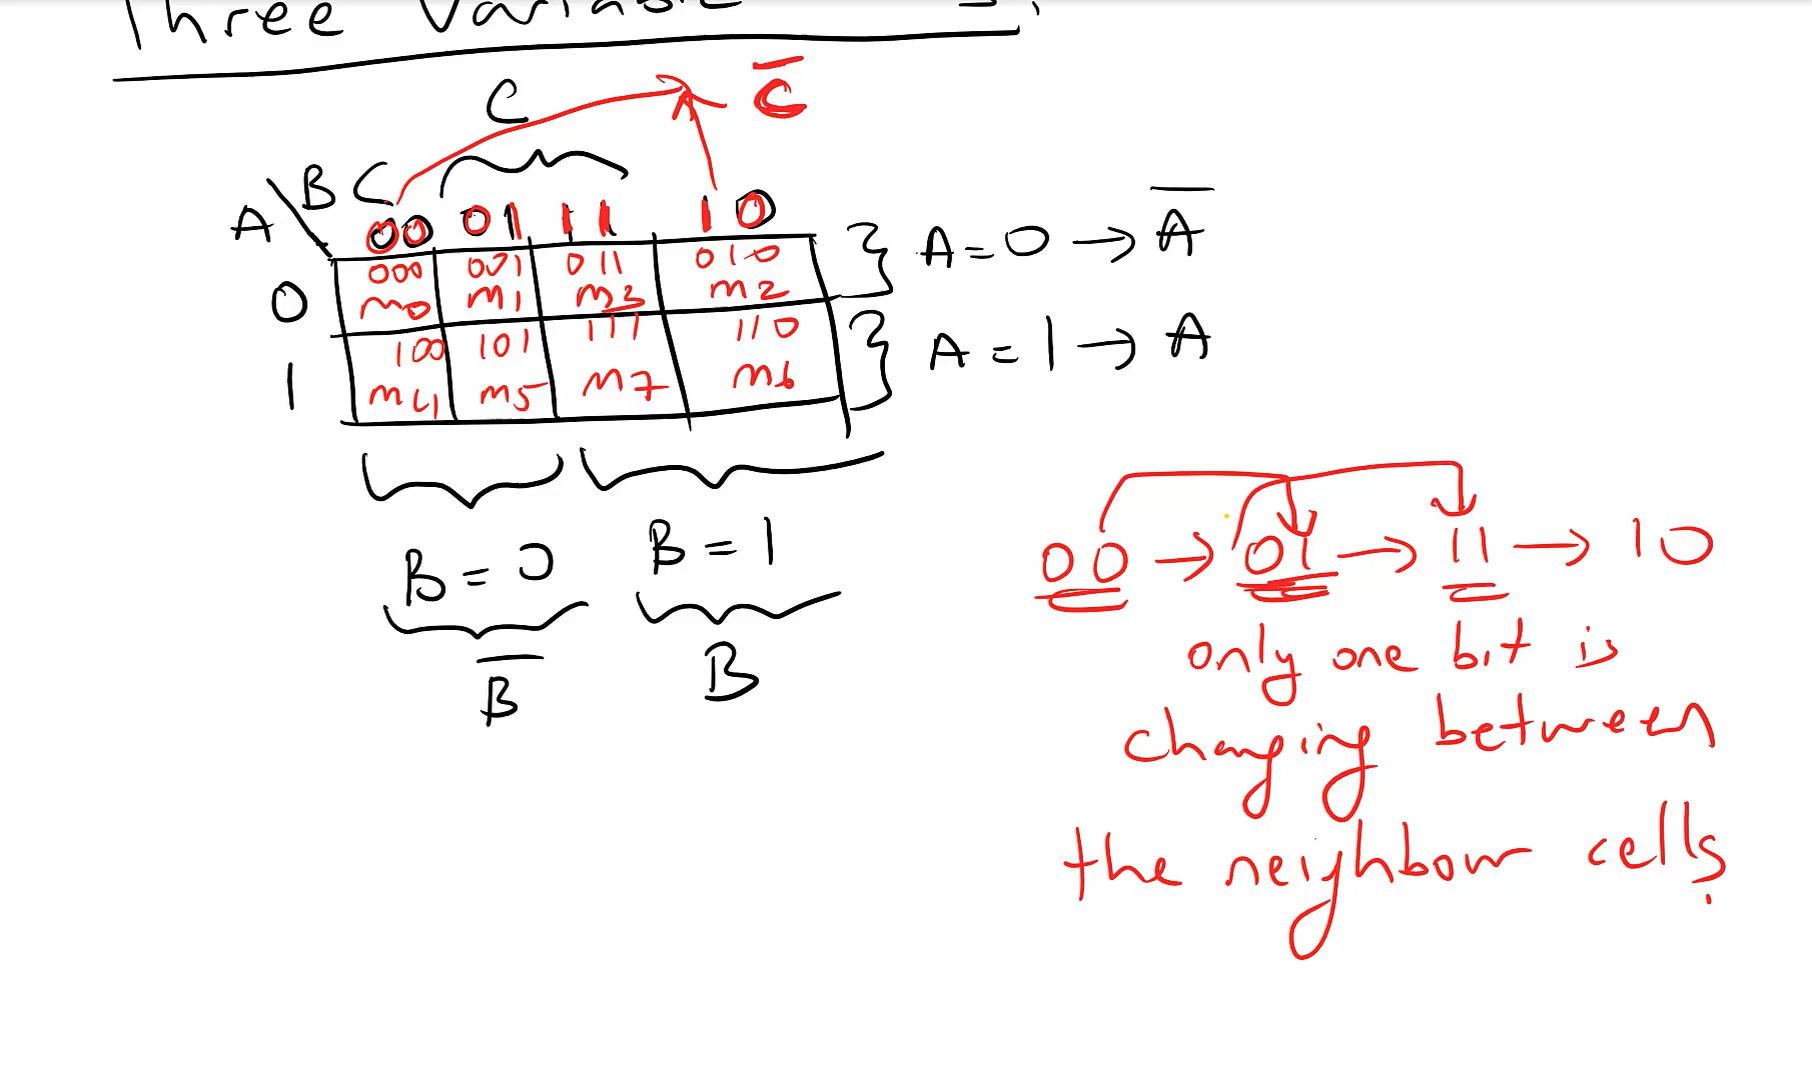 Three Variable
C C̅
A \ BC 00 01 11 10
0 000 001 011 010
m0 m1 m3 m2
1 100 101 111 110
m4 m5 m7 m6
A = 0 → A̅
A = 1 → A
B = 0 B = 1
B̅ B
00 → 01 → 11 → 10
only one bit is
changing between
the neighbour cells.